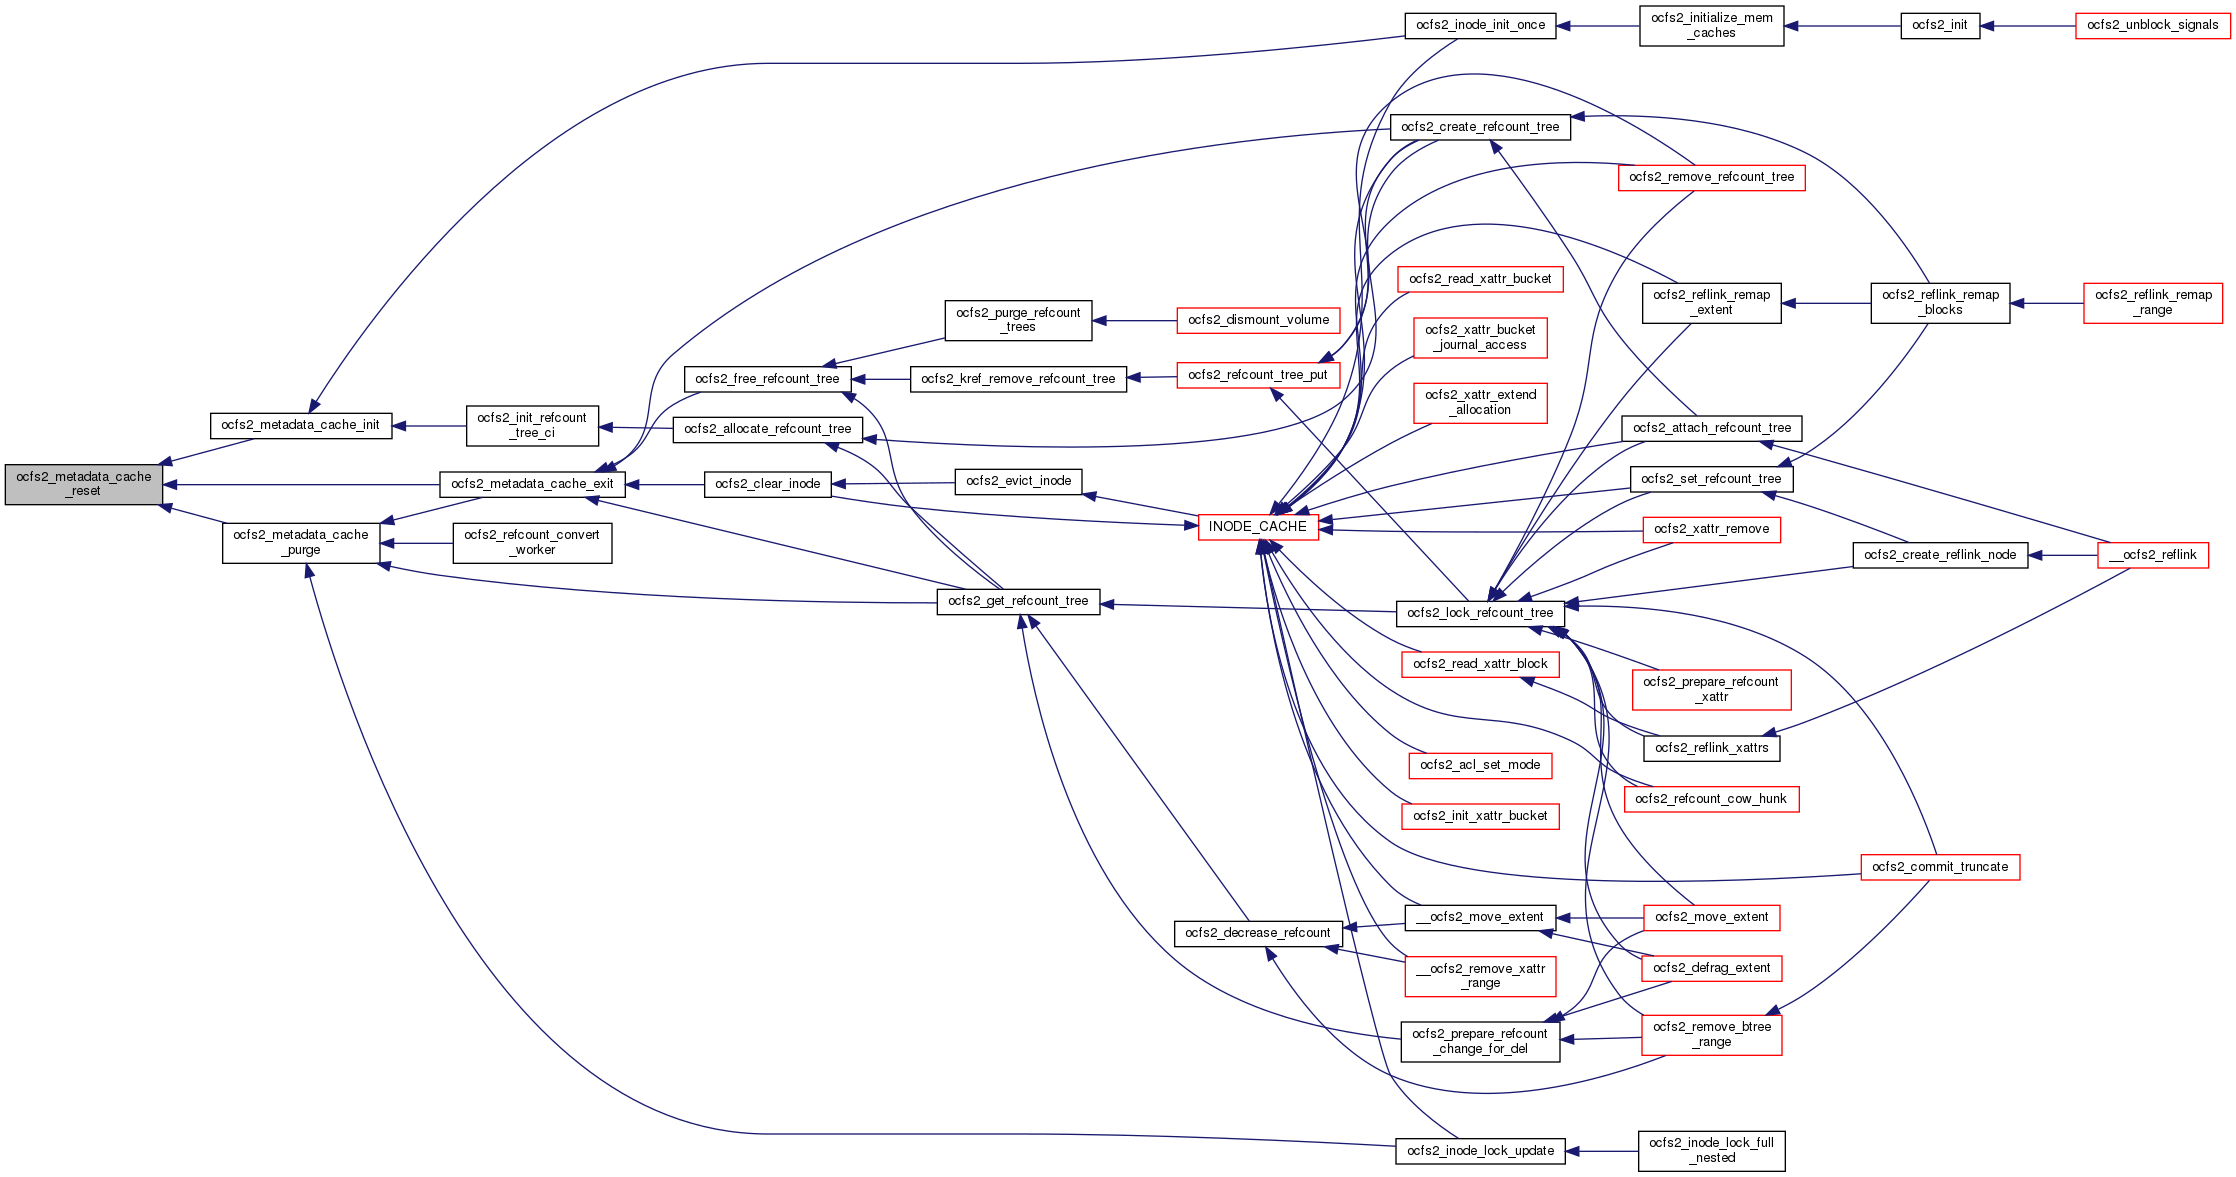 ocfs2_metadata_cache
_reset
ocfs2_metadata_cache_init
ocfs2_metadata_cache
_purge
ocfs2_init_refcount
_tree_ci
ocfs2_metadata_cache_exit
ocfs2_refcount_convert
_worker
ocfs2_free_refcount_tree
ocfs2_allocate_refcount_tree
ocfs2_clear_inode
ocfs2_purge_refcount
_trees
ocfs2_kref_remove_refcount_tree
ocfs2_evict_inode
ocfs2_get_refcount_tree
ocfs2_dismount_volume
ocfs2_refcount_tree_put
INODE_CACHE
ocfs2_decrease_refcount
ocfs2_inode_init_once
ocfs2_create_refcount_tree
ocfs2_read_xattr_bucket
ocfs2_xattr_bucket
_journal_access
ocfs2_xattr_extend
_allocation
ocfs2_lock_refcount_tree
ocfs2_read_xattr_block
ocfs2_acl_set_mode
ocfs2_init_xattr_bucket
__ocfs2_move_extent
__ocfs2_remove_xattr
_range
ocfs2_prepare_refcount
_change_for_del
ocfs2_inode_lock_update
ocfs2_initialize_mem
_caches
ocfs2_remove_refcount_tree
ocfs2_reflink_remap
_extent
ocfs2_attach_refcount_tree
ocfs2_set_refcount_tree
ocfs2_xattr_remove
ocfs2_prepare_refcount
_xattr
ocfs2_reflink_xattrs
ocfs2_refcount_cow_hunk
ocfs2_move_extent
ocfs2_defrag_extent
ocfs2_remove_btree
_range
ocfs2_inode_lock_full
_nested
ocfs2_init
ocfs2_reflink_remap
_blocks
ocfs2_create_reflink_node
ocfs2_commit_truncate
ocfs2_unblock_signals
ocfs2_reflink_remap
_range
__ocfs2_reflink